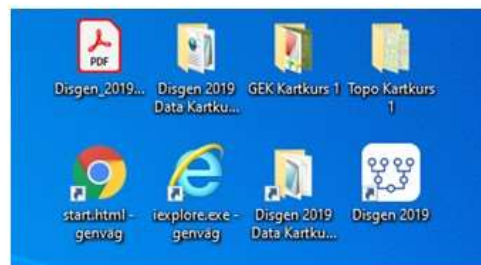 PDF
Disgen_2019... Disgen 2019 GEK Kartkurs 1 Topo Kartkurs
Data Kartku... 1
start.html - iexplore.exe - Disgen 2019 Disgen 2019
genväg genväg Data Kartku...